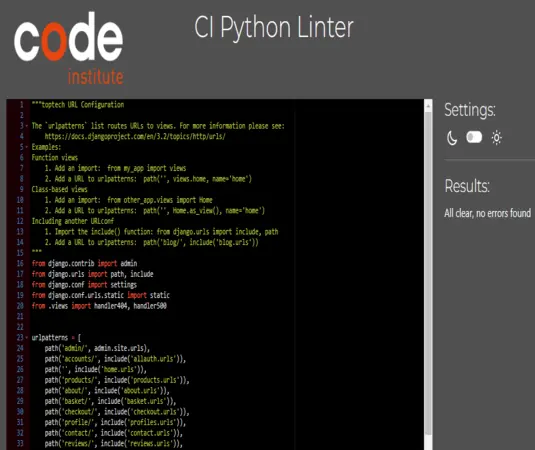 code
institute
CI Python Linter
1 """toptech URL Configuration
2
3 The `urlpatterns` list routes URLs to views. For more information please see:
4     https://docs.djangoproject.com/en/3.2/topics/http/urls/
5 Examples:
6 Function views
7     1. Add an import:  from my_app import views
8     2. Add a URL to urlpatterns:  path('', views.home, name='home')
9 Class-based views
10     1. Add an import:  from other_app.views import Home
11     2. Add a URL to urlpatterns:  path('', Home.as_view(), name='home')
12 Including another URLconf
13     1. Import the include() function: from django.urls import include, path
14     2. Add a URL to urlpatterns:  path('blog/', include('blog.urls'))
15 """
16 from django.contrib import admin
17 from django.urls import path, include
18 from django.conf import settings
19 from django.conf.urls.static import static
20 from .views import handler404, handler500
21
22
23 urlpatterns = [
24     path('admin/', admin.site.urls),
25     path('accounts/', include('allauth.urls')),
26     path('', include('home.urls')),
27     path('products/', include('products.urls')),
28     path('about/', include('about.urls')),
29     path('basket/', include('basket.urls')),
30     path('checkout/', include('checkout.urls')),
31     path('profile/', include('profiles.urls')),
32     path('contact/', include('contact.urls')),
33     path('reviews/', include('reviews.urls')),
Settings:
Results:
All clear, no errors found